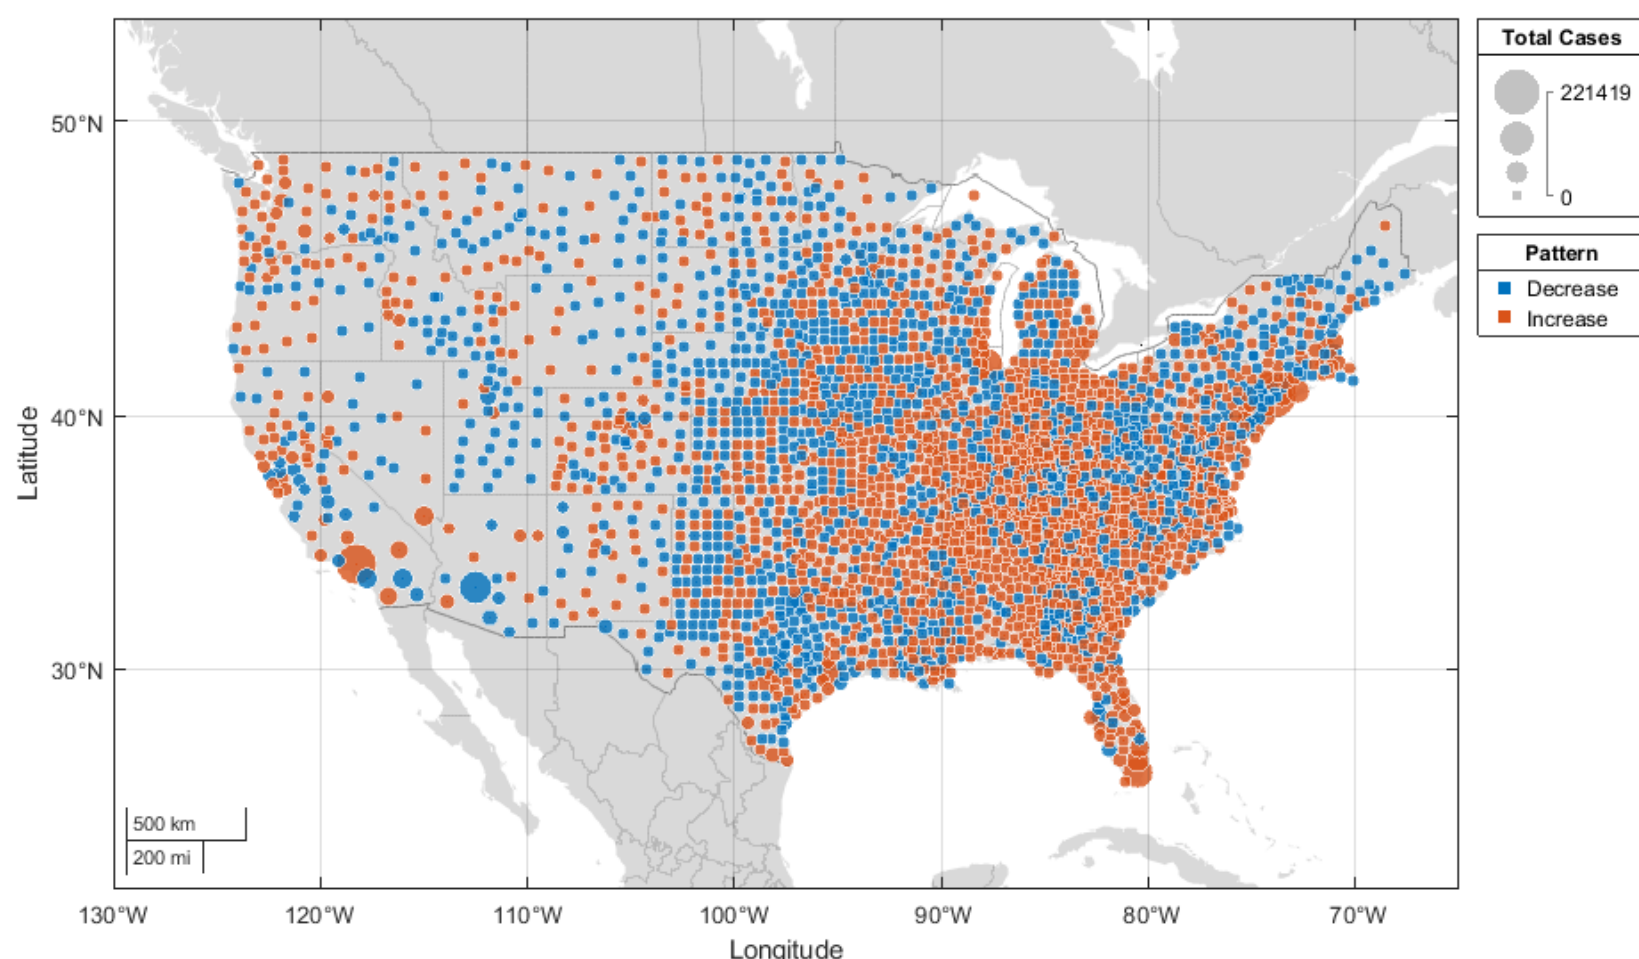 Total Cases
221419
0
Pattern
Decrease
Increase
50°N
40°N
30°N
Latitude
500 km
200 mi
130°W 120°W 110°W 100°W 90°W 80°W 70°W
Longitude